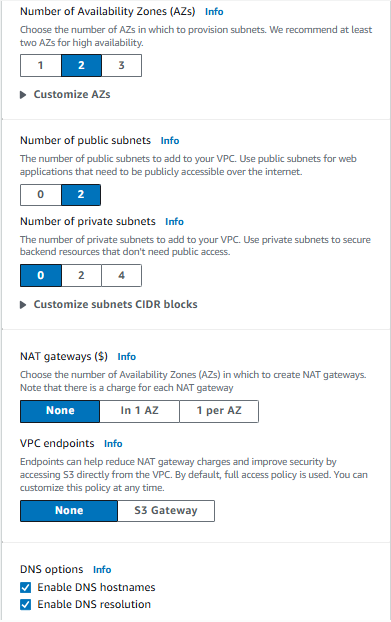 Number of Availability Zones (AZs) Info
Choose the number of AZs in which to provision subnets. We recommend at least
two AZs for high availability.
1 2 3
Customize AZs
Number of public subnets Info
The number of public subnets to add to your VPC. Use public subnets for web
applications that need to be publicly accessible over the internet.
0 2
Number of private subnets Info
The number of private subnets to add to your VPC. Use private subnets to secure
backend resources that don't need public access.
0 2 4
Customize subnets CIDR blocks
NAT gateways ($) Info
Choose the number of Availability Zones (AZs) in which to create NAT gateways.
Note that there is a charge for each NAT gateway
None In 1 AZ 1 per AZ
VPC endpoints Info
Endpoints can help reduce NAT gateway charges and improve security by
accessing S3 directly from the VPC. By default, full access policy is used. You can
customize this policy at any time.
None S3 Gateway
DNS options Info
Enable DNS hostnames
Enable DNS resolution